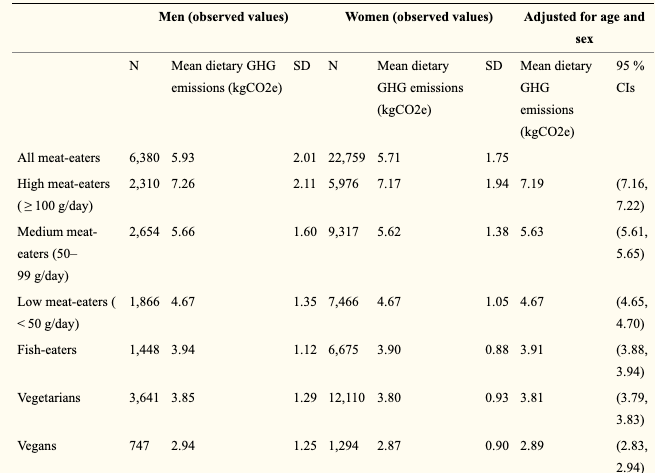 Men (observed values) Women (observed values) Adjusted for age and
sex
N Mean dietary GHG SD N Mean dietary SD Mean dietary 95 %
emissions (kgCO2e) GHG emissions GHG CIs
(kgCO2e) emissions
(kgCO2e)
All meat-eaters 6,380 5.93 2.01 22,759 5.71 1.75
High meat-eaters 2,310 7.26 2.11 5,976 7.17 1.94 7.19 (7.16,
(≥ 100 g/day) 7.22)
Medium meat- 2,654 5.66 1.60 9,317 5.62 1.38 5.63 (5.61,
eaters (50– 5.65)
99 g/day)
Low meat-eaters ( 1,866 4.67 1.35 7,466 4.67 1.05 4.67 (4.65,
< 50 g/day) 4.70)
Fish-eaters 1,448 3.94 1.12 6,675 3.90 0.88 3.91 (3.88,
3.94)
Vegetarians 3,641 3.85 1.29 12,110 3.80 0.93 3.81 (3.79,
3.83)
Vegans 747 2.94 1.25 1,294 2.87 0.90 2.89 (2.83,
2.94)